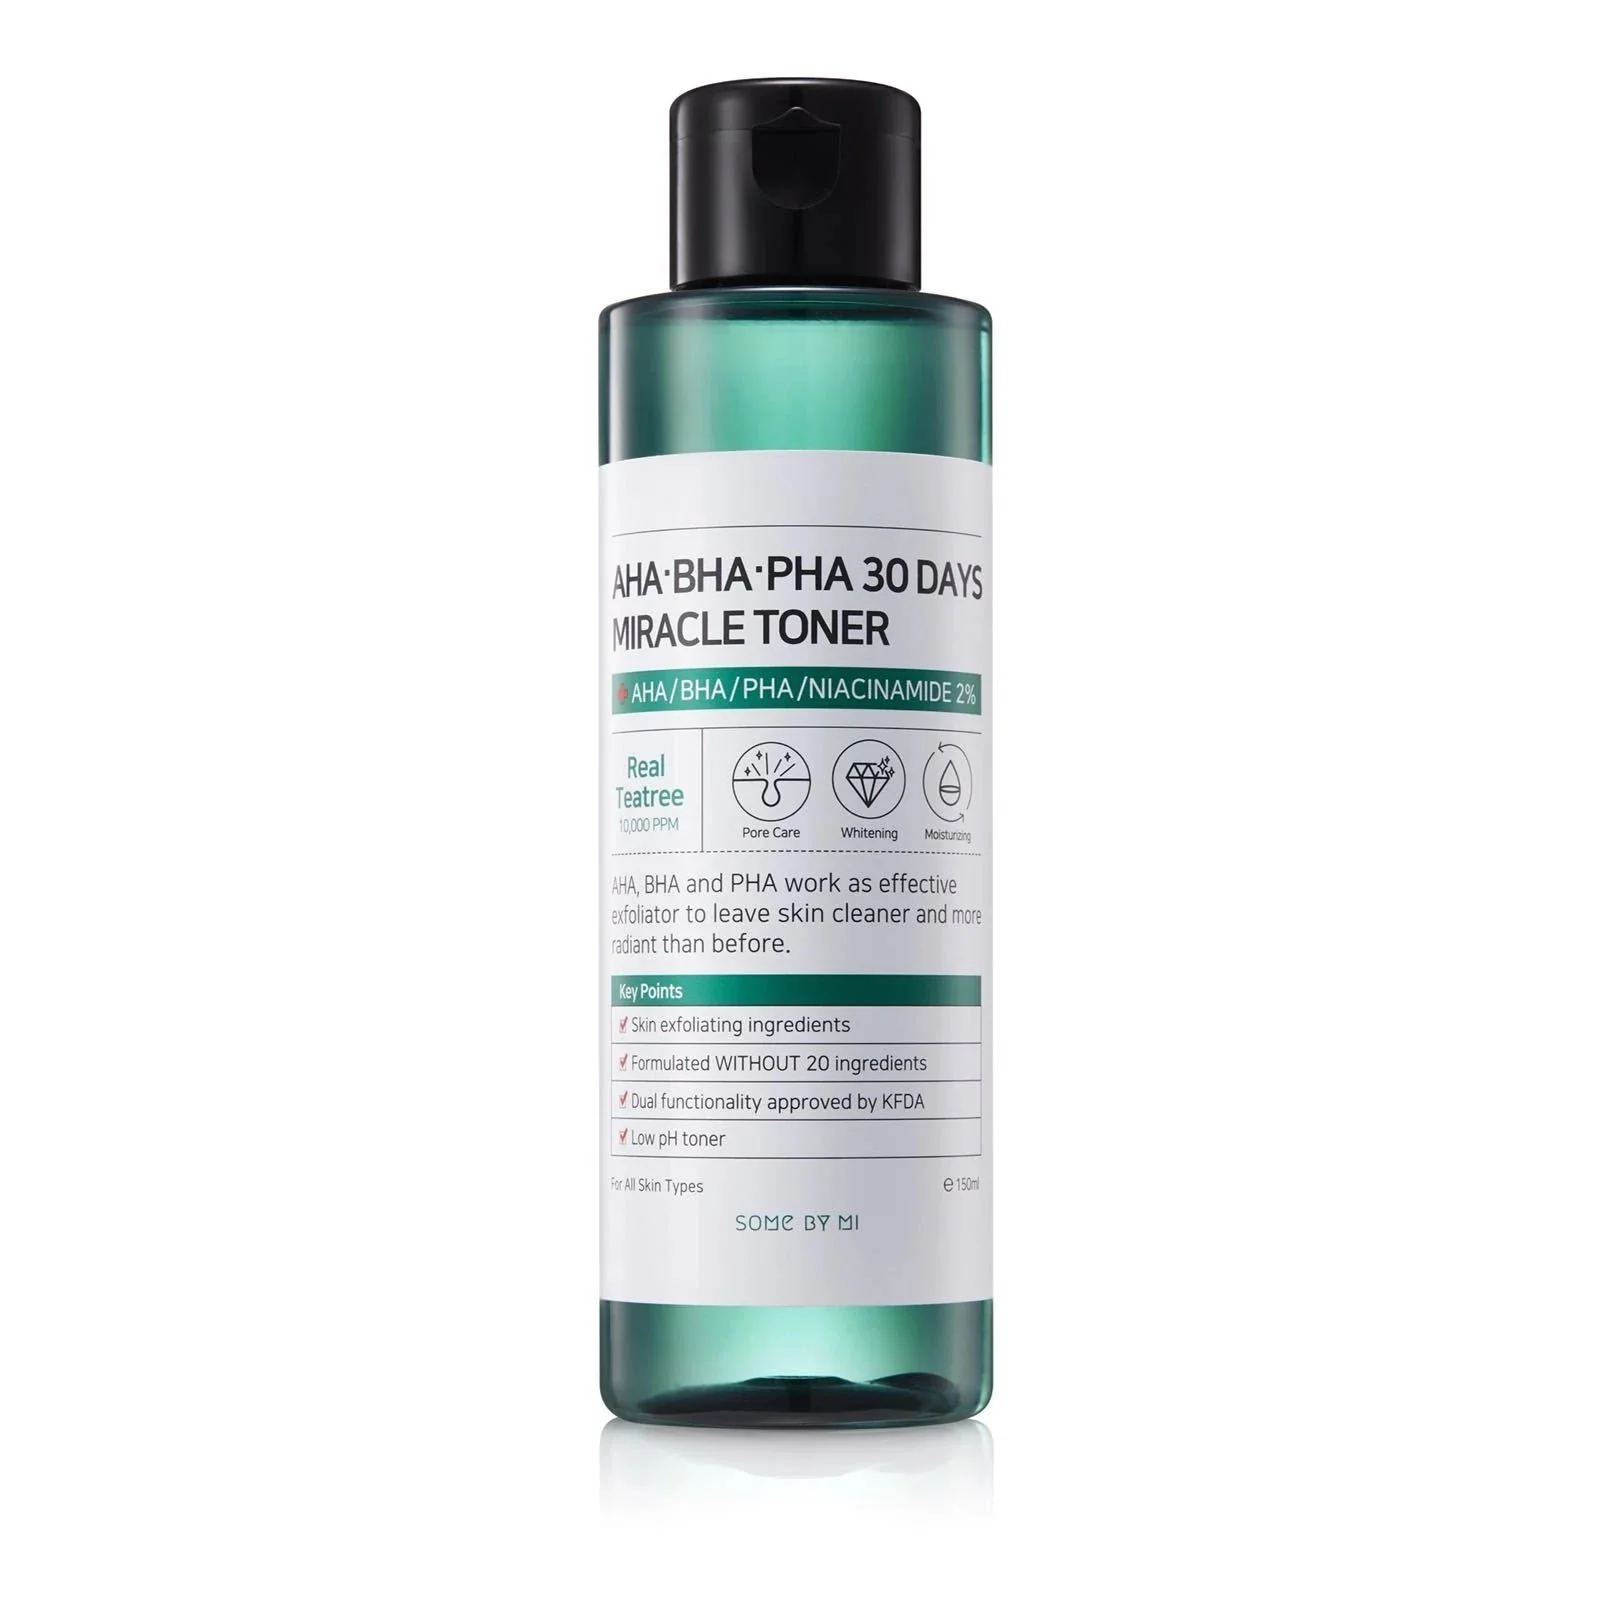 AHA·BHA·PHA 30 DAYS
MIRACLE TONER
AHA/BHA/PHA/NIACINAMIDE 2%
Real
Teatree
10,000 PPM
Pore Care
Whitening
Moisturizing
AHA, BHA and PHA work as effective
exfoliator to leave skin cleaner and more
radiant than before.
Key Points
Skin exfoliating ingredients
Formulated WITHOUT 20 ingredients
Dual functionality approved by KFDA
Low pH toner
For All Skin Types
℮ 150ml
SOME BY MI